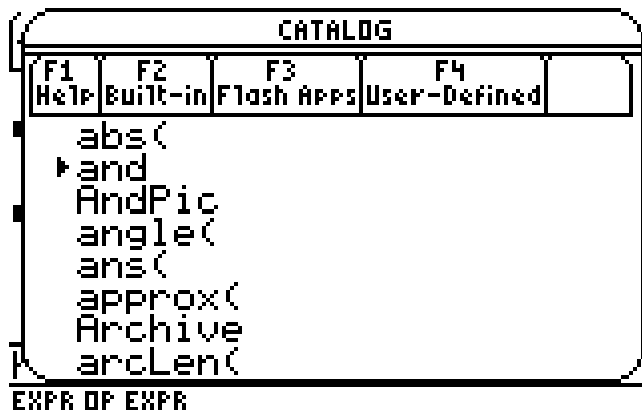 CATALOG
F1 F2 F3 F4
Help Built-in Flash Apps User-Defined
abs(
▸and
AndPic
angle(
ans(
approx(
Archive
arcLen(
EXPR OP EXPR